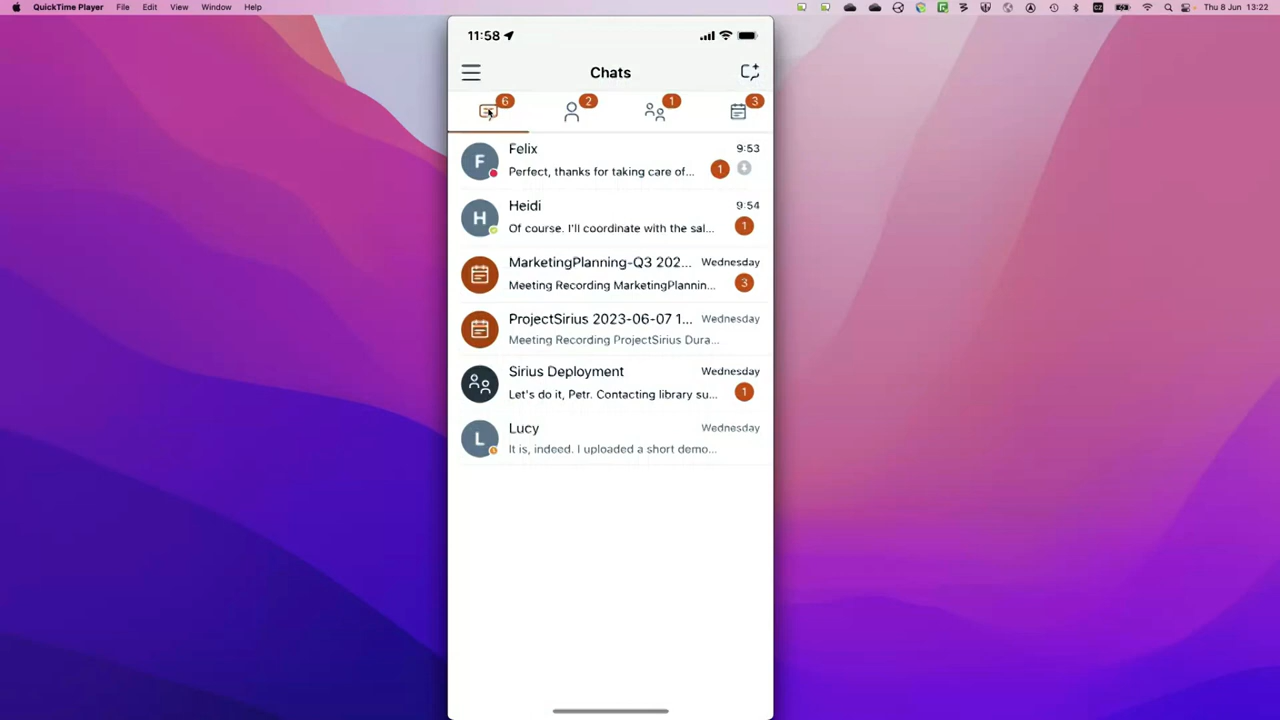 QuickTime Player File Edit View Window Help CZ Thu 8 Jun 13:22
11:58
Chats
6 2 1 3
Felix 9:53
Perfect, thanks for taking care of... 1
Heidi 9:54
Of course. I'll coordinate with the sal... 1
MarketingPlanning-Q3 202... Wednesday
Meeting Recording MarketingPlannin... 3
ProjectSirius 2023-06-07 1... Wednesday
Meeting Recording ProjectSirius Dura...
Sirius Deployment Wednesday
Let's do it, Petr. Contacting library su... 1
Lucy Wednesday
It is, indeed. I uploaded a short demo...
F
H
L